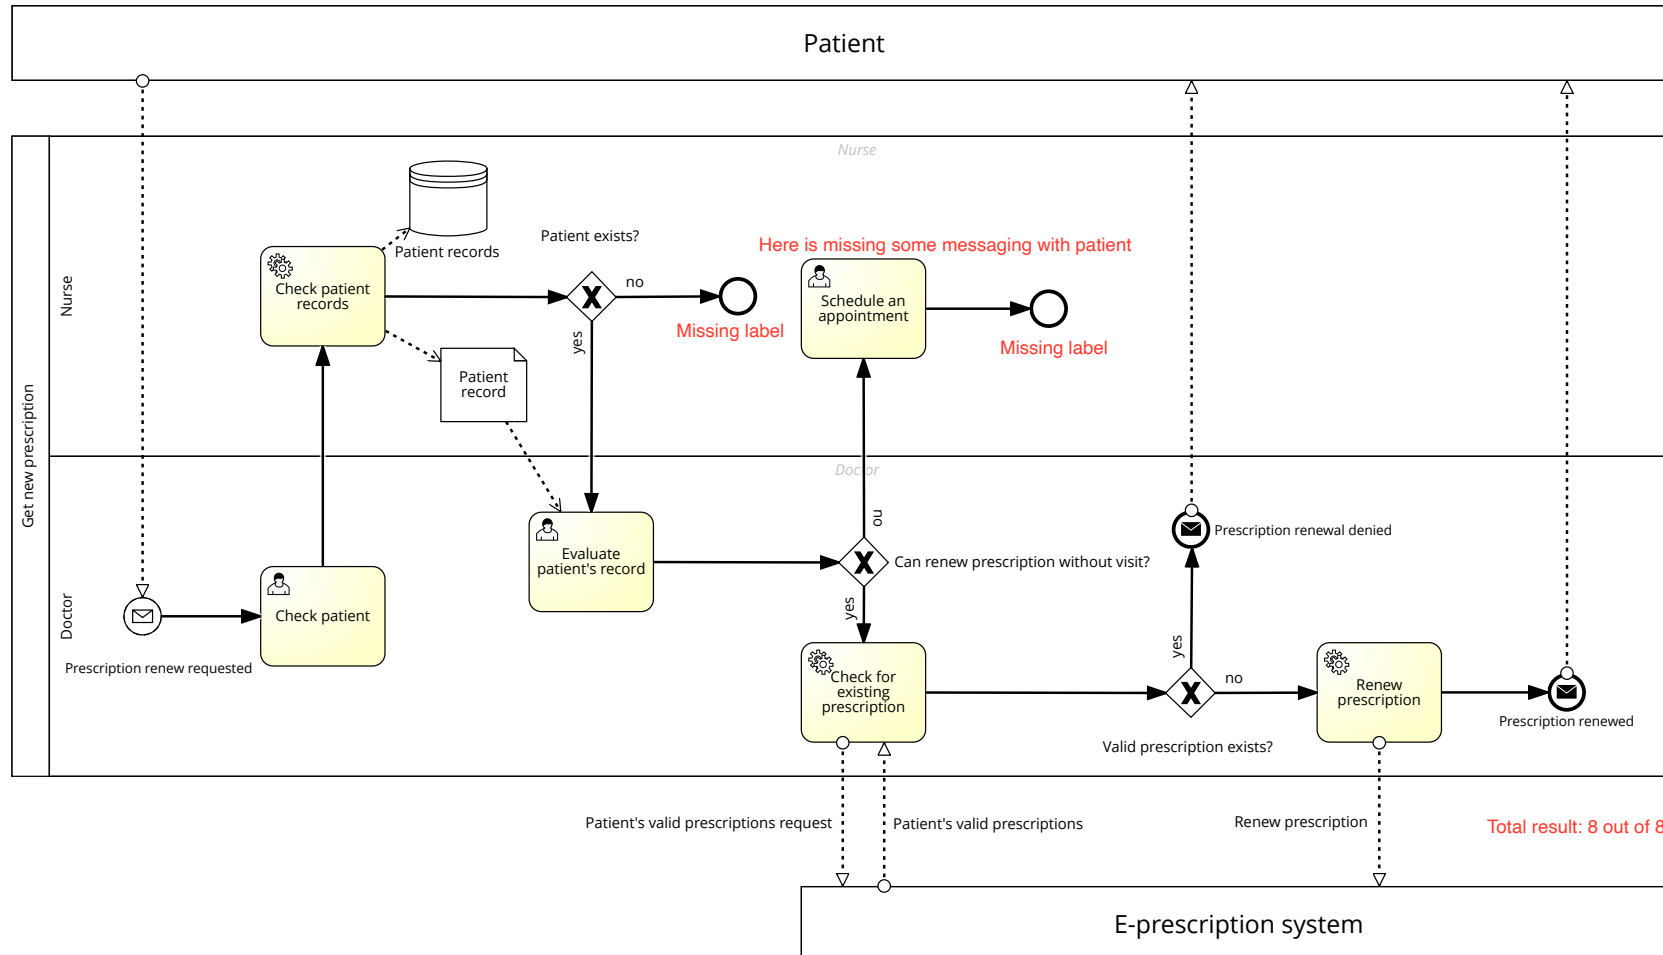 Patient
Nurse
Patient records
Patient exists?
Here is missing some messaging with patient
Check patient
records
no
Schedule an
appointment
Missing label
Missing label
yes
Patient
record
Nurse
Get new prescription
Doctor
no
Prescription renewal denied
Evaluate
patient's record
Can renew prescription without visit?
Check patient
yes
yes
Doctor
Prescription renew requested
Check for
existing
prescription
no
Renew
prescription
Prescription renewed
Valid prescription exists?
Patient's valid prescriptions request
Patient's valid prescriptions
Renew prescription
Total result: 8 out of 8
E-prescription system